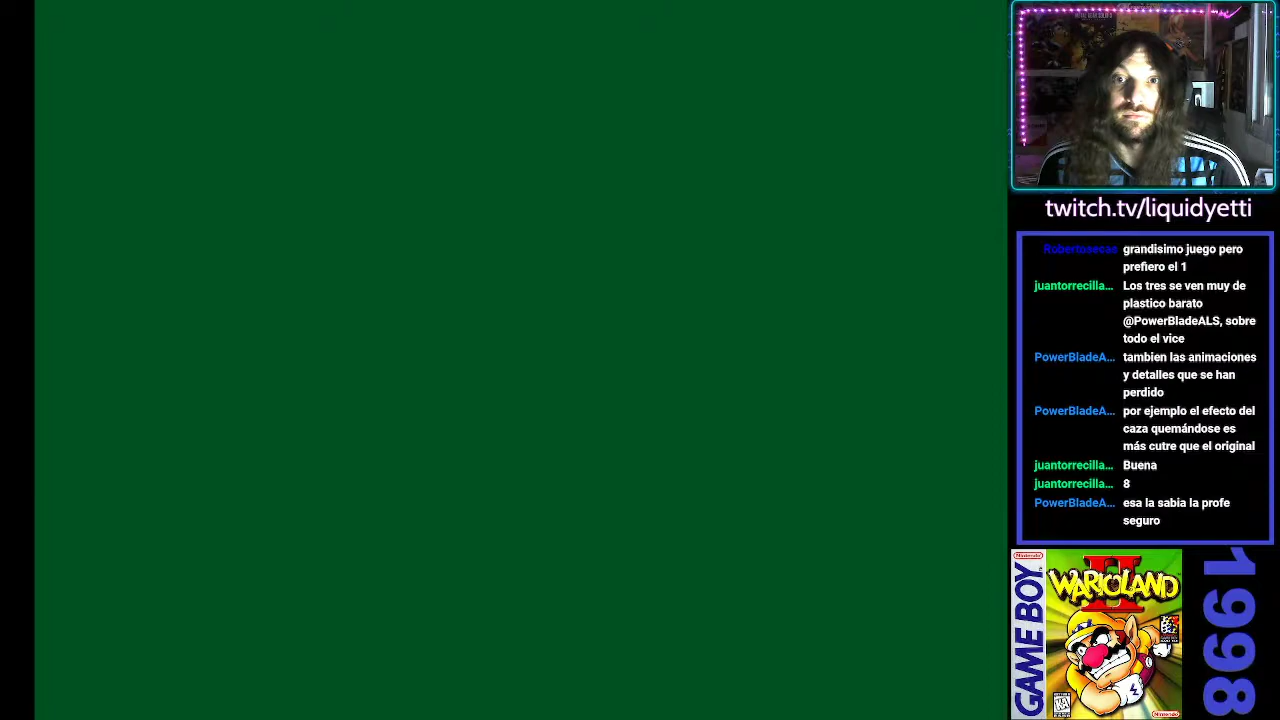 twitch.tv/liquidyetti
Robertosecas grandisimo juego pero
prefiero el 1
juantorrecilla... Los tres se ven muy de
plastico barato
@PowerBladeALS, sobre
todo el vice
PowerBladeA... tambien las animaciones
y detalles que se han
perdido
PowerBladeA... por ejemplo el efecto del
caza quemándose es
más cutre que el original
juantorrecilla... Buena
juantorrecilla... 8
PowerBladeA... esa la sabia la profe
seguro
Nintendo
GAME BOY
WARIOLAND
II
Nintendo
1998